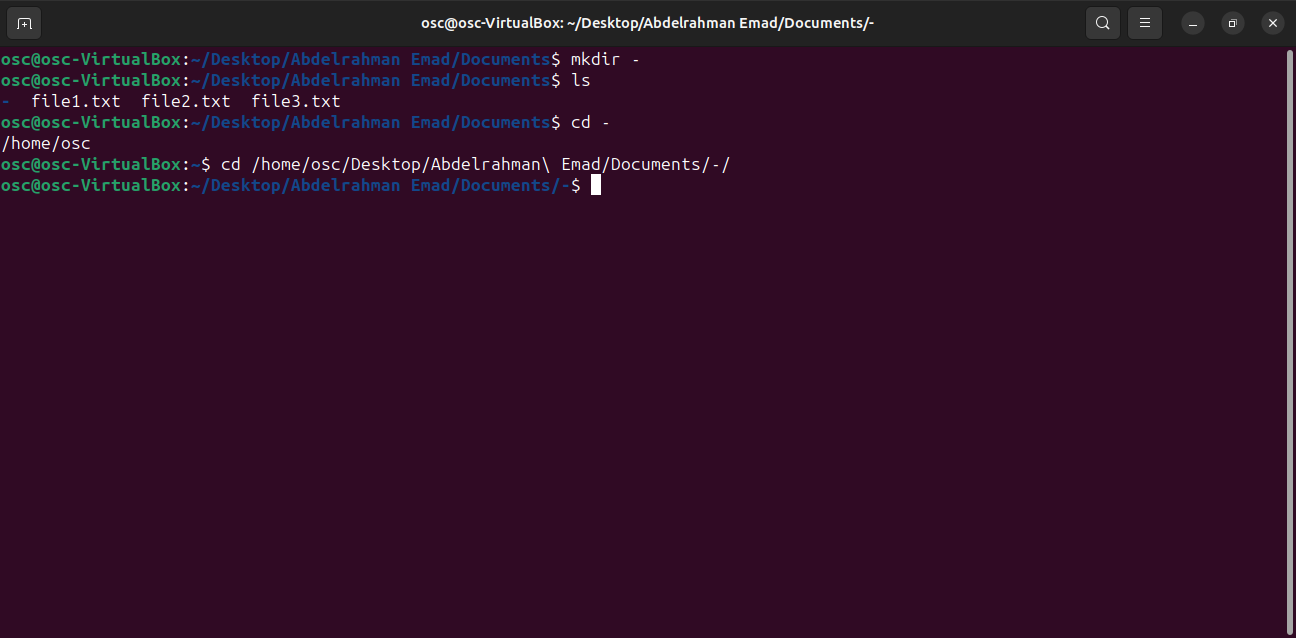 osc@osc-VirtualBox: ~/Desktop/Abdelrahman Emad/Documents/-
osc@osc-VirtualBox:~/Desktop/Abdelrahman Emad/Documents$ mkdir -
osc@osc-VirtualBox:~/Desktop/Abdelrahman Emad/Documents$ ls
-  file1.txt  file2.txt  file3.txt
osc@osc-VirtualBox:~/Desktop/Abdelrahman Emad/Documents$ cd -
/home/osc
osc@osc-VirtualBox:~$ cd /home/osc/Desktop/Abdelrahman\ Emad/Documents/-/
osc@osc-VirtualBox:~/Desktop/Abdelrahman Emad/Documents/-$